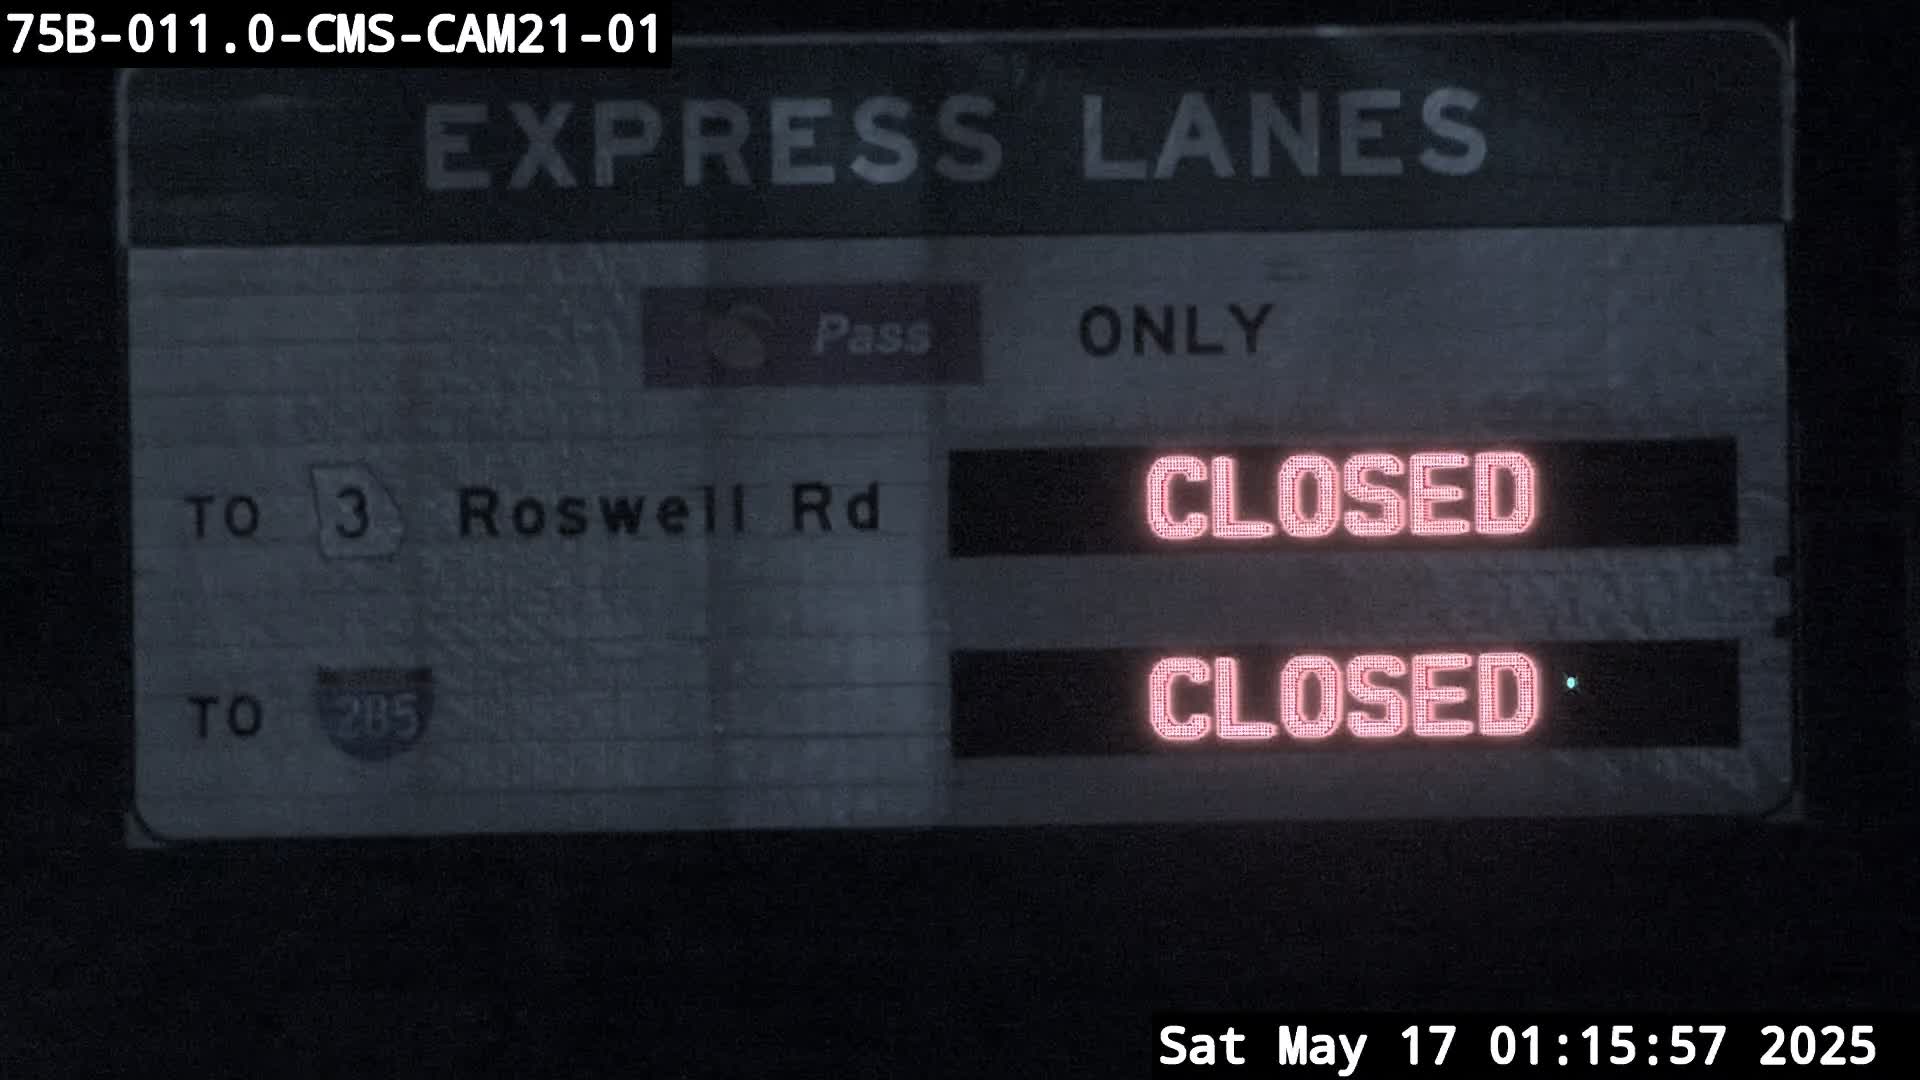 75B-011.0-CMS-CAM21-01
EXPRESS LANES
Pass ONLY
TO 3 Roswell Rd CLOSED
TO 285 CLOSED
Sat May 17 01:15:57 2025